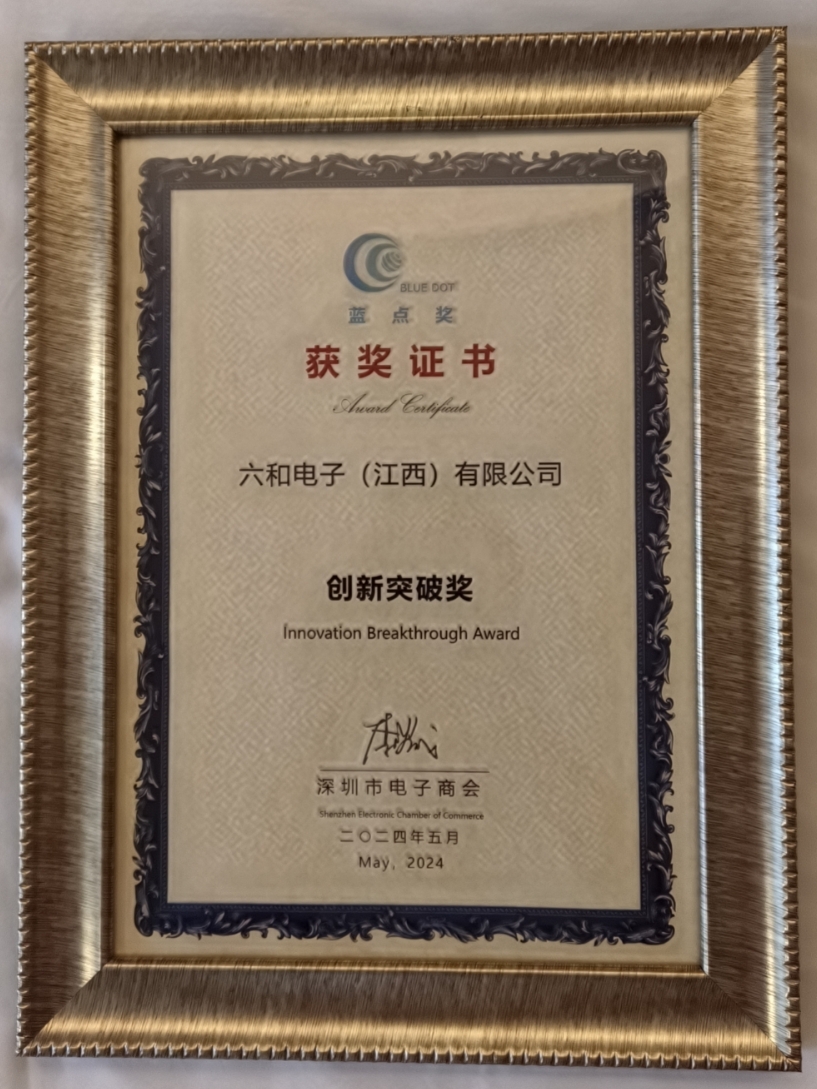 BLUE DOT
蓝点奖
获奖证书
Award Certificate
六和电子（江西）有限公司
创新突破奖
Innovation Breakthrough Award
深圳市电子商会
Shenzhen Electronic Chamber of Commerce
二〇二四年五月
May, 2024